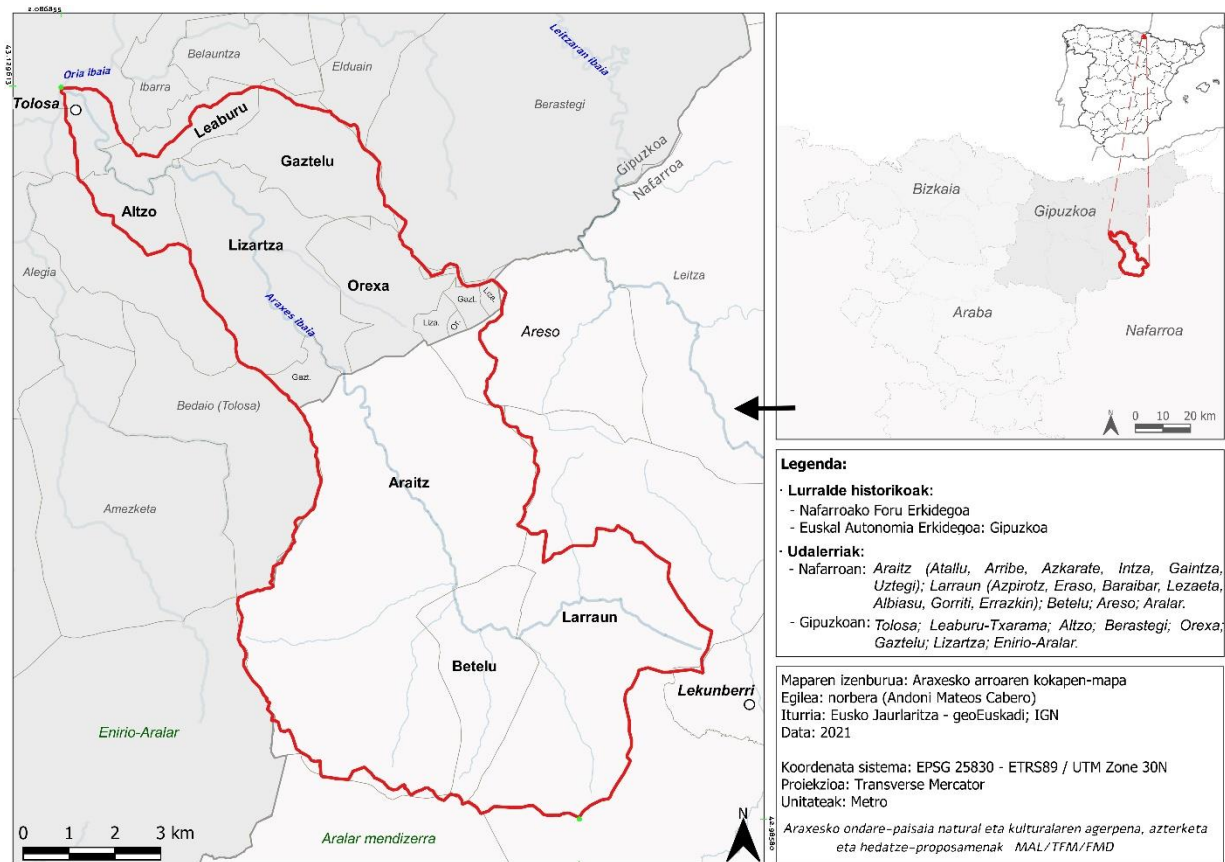 2.086855
43.129613
Oria ibaia
Belauntza
Elduain
Leitzaran ibaia
Ibarra
Tolosa
Leaburu
Berastegi
Gaztelu
Gipuzkoa
Nafarroa
Altzo
Lizartza
Alegia
Orexa
Leitza
Gazt.
Liza.
Liza.
Or.
Araxes ibaia
Areso
Gazt.
Bedaio (Tolosa)
Araitz
Amezketa
Larraun
Betelu
Lekunberri
Enirio-Aralar
Aralar mendizerra
N
0 1 2 3 km
Bizkaia
Gipuzkoa
Araba
Nafarroa
N
0 10 20 km
Legenda:
· Lurralde historikoak:
- Nafarroako Foru Erkidegoa
- Euskal Autonomia Erkidegoa: Gipuzkoa
· Udalerriak:
- Nafarroan: Araitz (Atallu, Arribe, Azkarate, Intza, Gaintza,
Uztegi); Larraun (Azpirotz, Eraso, Baraibar, Lezaeta,
Albiasu, Gorriti, Errazkin); Betelu; Areso; Aralar.
- Gipuzkoan: Tolosa; Leaburu-Txarama; Altzo; Berastegi; Orexa;
Gaztelu; Lizartza; Enirio-Aralar.
Maparen izenburua: Araxesko arroaren kokapen-mapa
Egilea: norbera (Andoni Mateos Cabero)
Iturria: Eusko Jaurlaritza - geoEuskadi; IGN
Data: 2021
Koordenata sistema: EPSG 25830 - ETRS89 / UTM Zone 30N
Proiekzioa: Transverse Mercator
Unitateak: Metro
Araxesko ondare-paisaia natural eta kulturalaren agerpena, azterketa
eta hedatze-proposamenak MAL/TFM/FMD